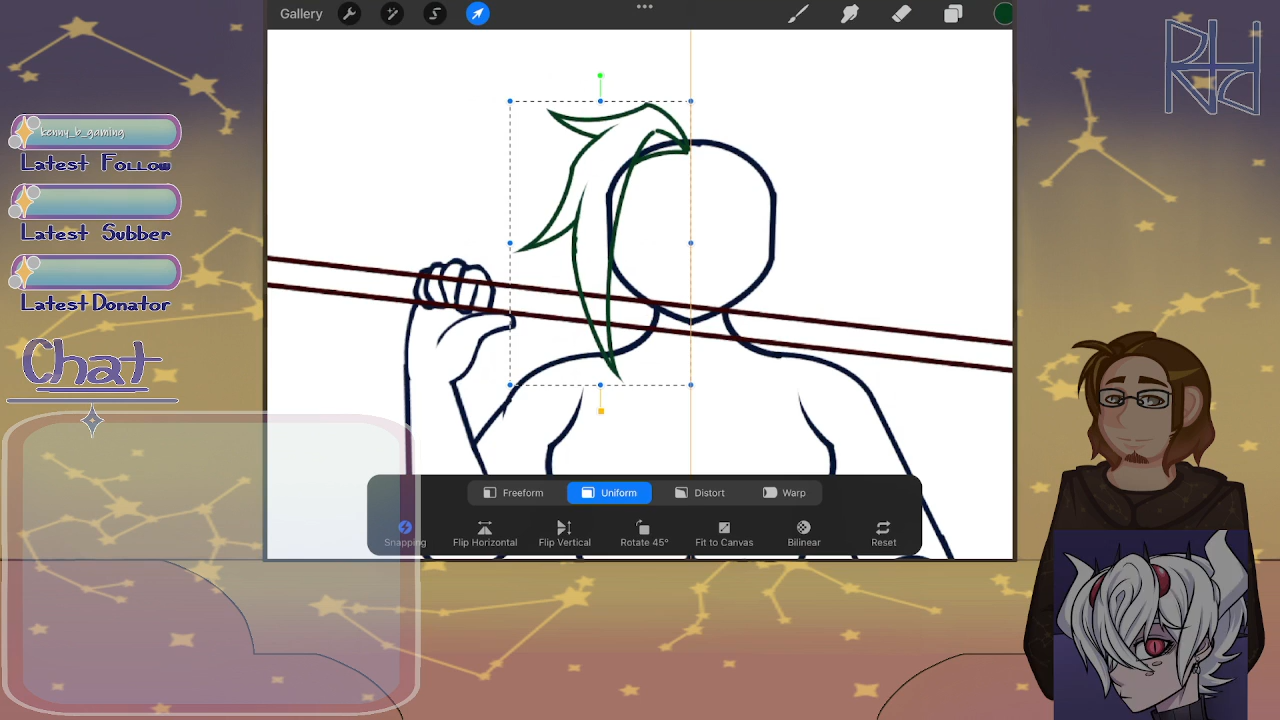 Gallery
kenny_b_gaming
Latest Follow
Latest Subber
Latest Donator
Chat
Freeform
Uniform
Distort
Warp
Snapping
Flip Horizontal
Flip Vertical
Rotate 45°
Fit to Canvas
Bilinear
Reset